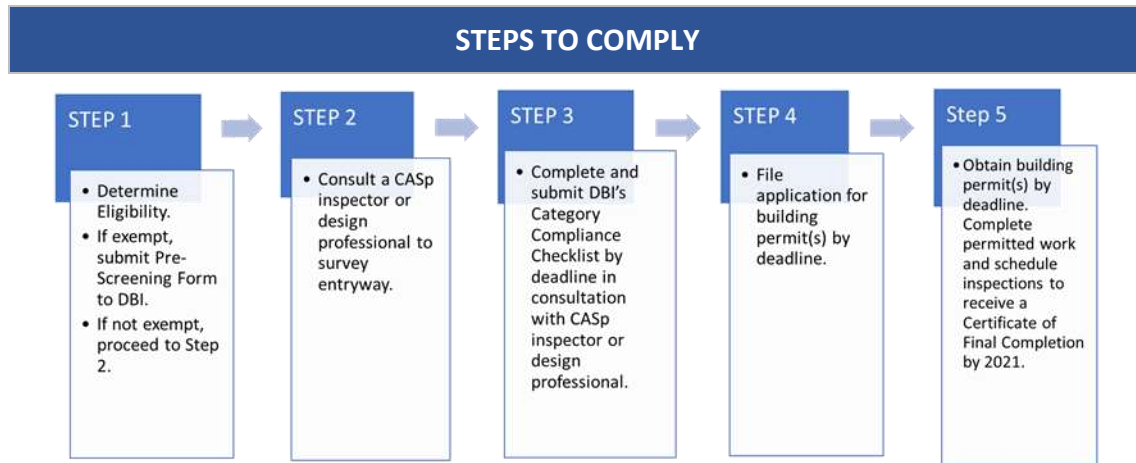 STEPS TO COMPLY
STEP 1
• Determine
Eligibility.
• If exempt,
submit Pre-
Screening Form
to DBI.
• If not exempt,
proceed to Step
2.
STEP 2
• Consult a CASp
inspector or
design
professional to
survey
entryway.
STEP 3
• Complete and
submit DBI's
Category
Compliance
Checklist by
deadline in
consultation
with CASp
inspector or
design
professional.
STEP 4
• File
application for
building
permit(s) by
deadline.
Step 5
• Obtain building
permit(s) by
deadline.
Complete
permitted work
and schedule
inspections to
receive a
Certificate of
Final Completion
by 2021.